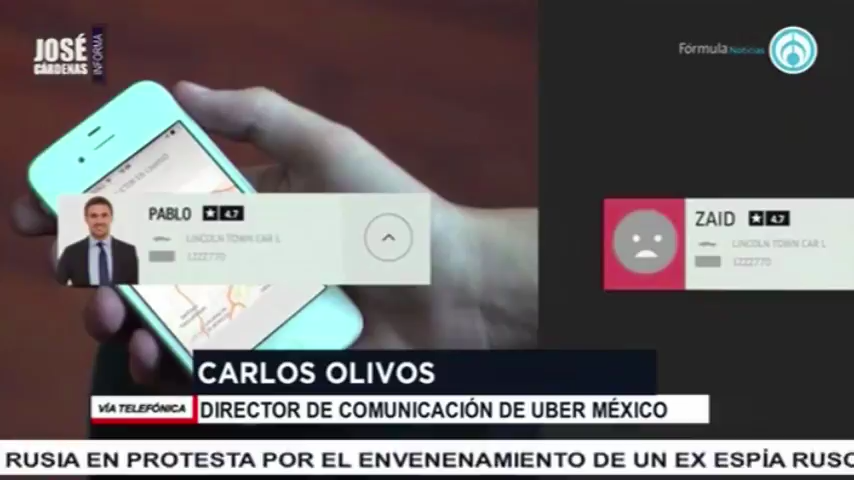 JOSÉ
CÁRDENAS
INFORMA
Fórmula Noticias
PABLO 4.7
LINCOLN TOWN CAR L
1ZZZ770
ZAID 4.7
LINCOLN TOWN CAR L
1ZZZ770
CARLOS OLIVOS
VÍA TELEFÓNICA
DIRECTOR DE COMUNICACIÓN DE UBER MÉXICO
RUSIA EN PROTESTA POR EL ENVENENAMIENTO DE UN EX ESPÍA RUSO